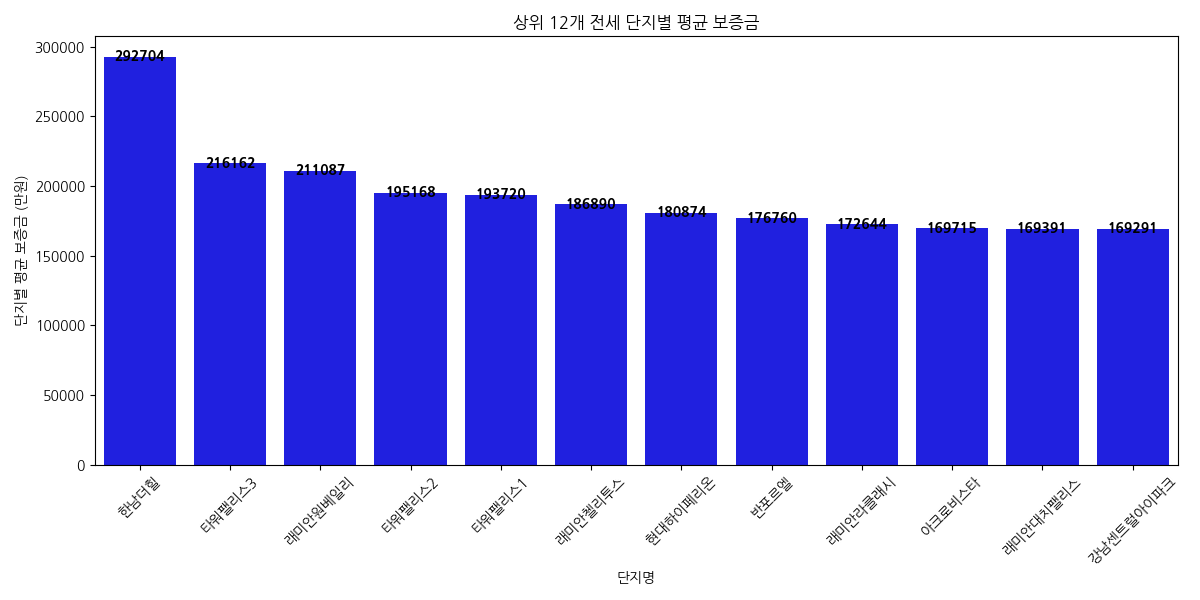 상위 12개 전세 단지별 평균 보증금
단지별 평균 보증금 (만원)
300000
250000
200000
150000
100000
50000
0
292704
216162
211087
195168
193720
186890
180874
176760
172644
169715
169391
169291
한남더힐
타워팰리스3
래미안원베일리
타워팰리스2
타워팰리스1
래미안첼리투스
현대하이페리온
반포르엘
래미안라클래시
아크로비스타
래미안대치팰리스
강남센트럴아이파크
단지명